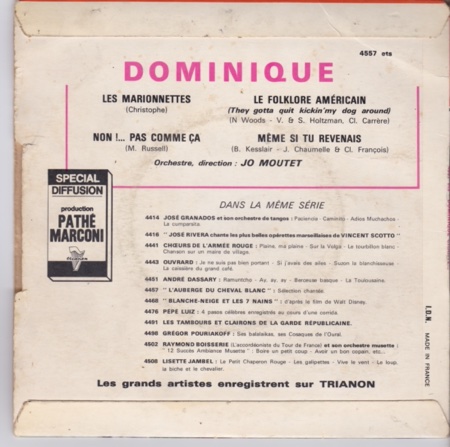 4557 ets
DOMINIQUE
LES MARIONNETTES
(Christophe)
LE FOLKLORE AMÉRICAIN
(They gotta quit kickin'my dog around)
(N Woods - V. & S. Holtzman, Cl. Carrère)
NON !... PAS COMME ÇA
(M. Russell)
MÊME SI TU REVENAIS
(B. Kesslair - J. Chaumelle & Cl. François)
Orchestre, direction : JO MOUTET
SPECIAL
DIFFUSION
production
PATHÉ
MARCONI
DANS LA MÊME SÉRIE
4414 JOSÉ GRANADOS et son orchestre de tangos : Paciencia - Caminito - Adios Muchachos -
La cumparsita
4416 "JOSÉ RIVERA chante les plus belles opérettes marseillaises de VINCENT SCOTTO"
4441 CHŒURS DE L'ARMÉE ROUGE : Plaine, ma plaine - Sur la Volga - Le tourbillon blanc
Chanson sur un maire de village.
4443 OUVRARD : Je ne suis pas bien portant - Si j'avais des ailes - Suzon la blanchisseuse -
La caissière du grand café.
4451 ANDRÉ DASSARY : Ramuntcho - Ay, ay, ay - Berceuse basque - La Toulousaine.
4457 "L'AUBERGE DU CHEVAL BLANC" : Sélection chantée
4468 "BLANCHE-NEIGE ET LES 7 NAINS" : d'après le film de Walt Disney.
4476 PEPE LUIZ : 4 pasos célèbres enregistrés au cours d'une corrida.
4491 LES TAMBOURS ET CLAIRONS DE LA GARDE RÉPUBLICAINE.
4498 GRÉGOR POURIAKOFF : Ses balalaïkas, ses Cosaques de l'Oural.
4502 RAYMOND BOISSERIE (L'accordéoniste du Tour de France) et son orchestre musette :
"12 Succès Ambiance Musette" : Boire un petit coup - Avoir un bon copain, etc...
4508 LISETTE JAMBEL : Le Petit Chaperon Rouge - Les galipettes - Vive le vent - Le loup,
la biche et le chevalier.
Les grands artistes enregistrent sur TRIANON
I.D.N. MADE IN FRANCE